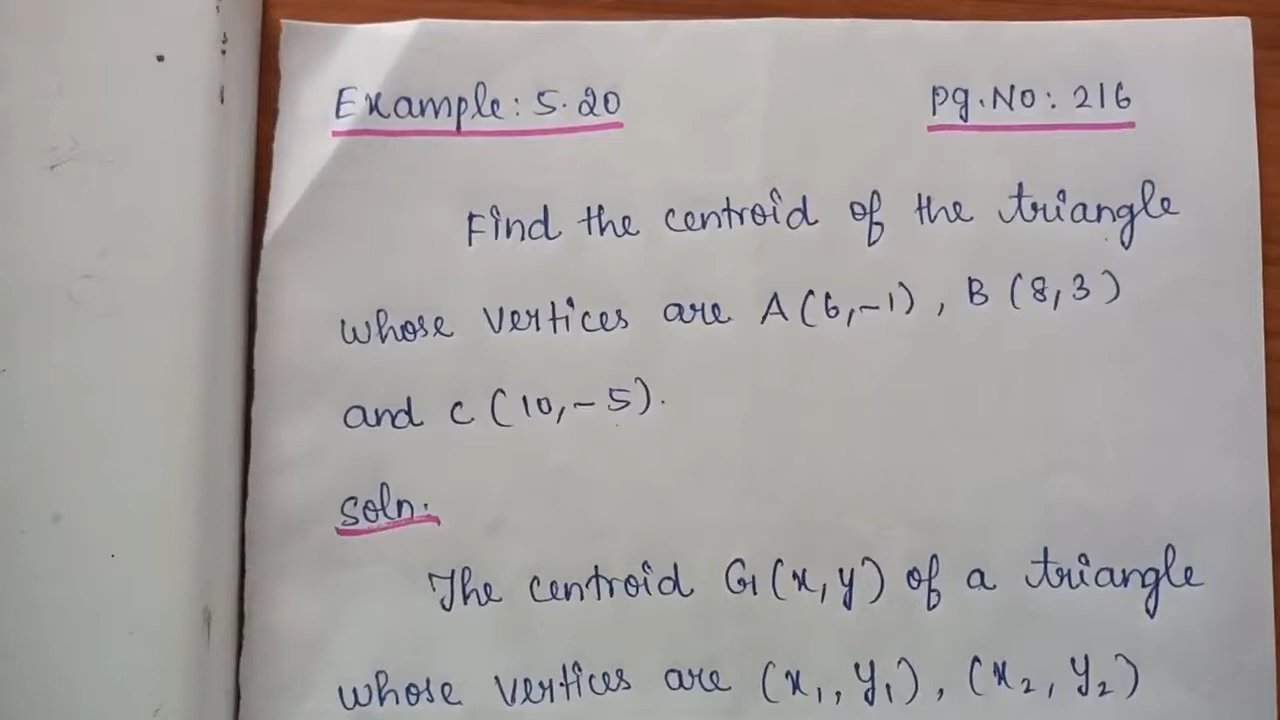 Example: 5.20
Pg.No: 216
Find the centroid of the triangle
whose vertices are A(6,-1), B(8,3)
and C(10,-5).
Soln.
The centroid G(x,y) of a triangle
whose vertices are (x₁,y₁), (x₂,y₂)